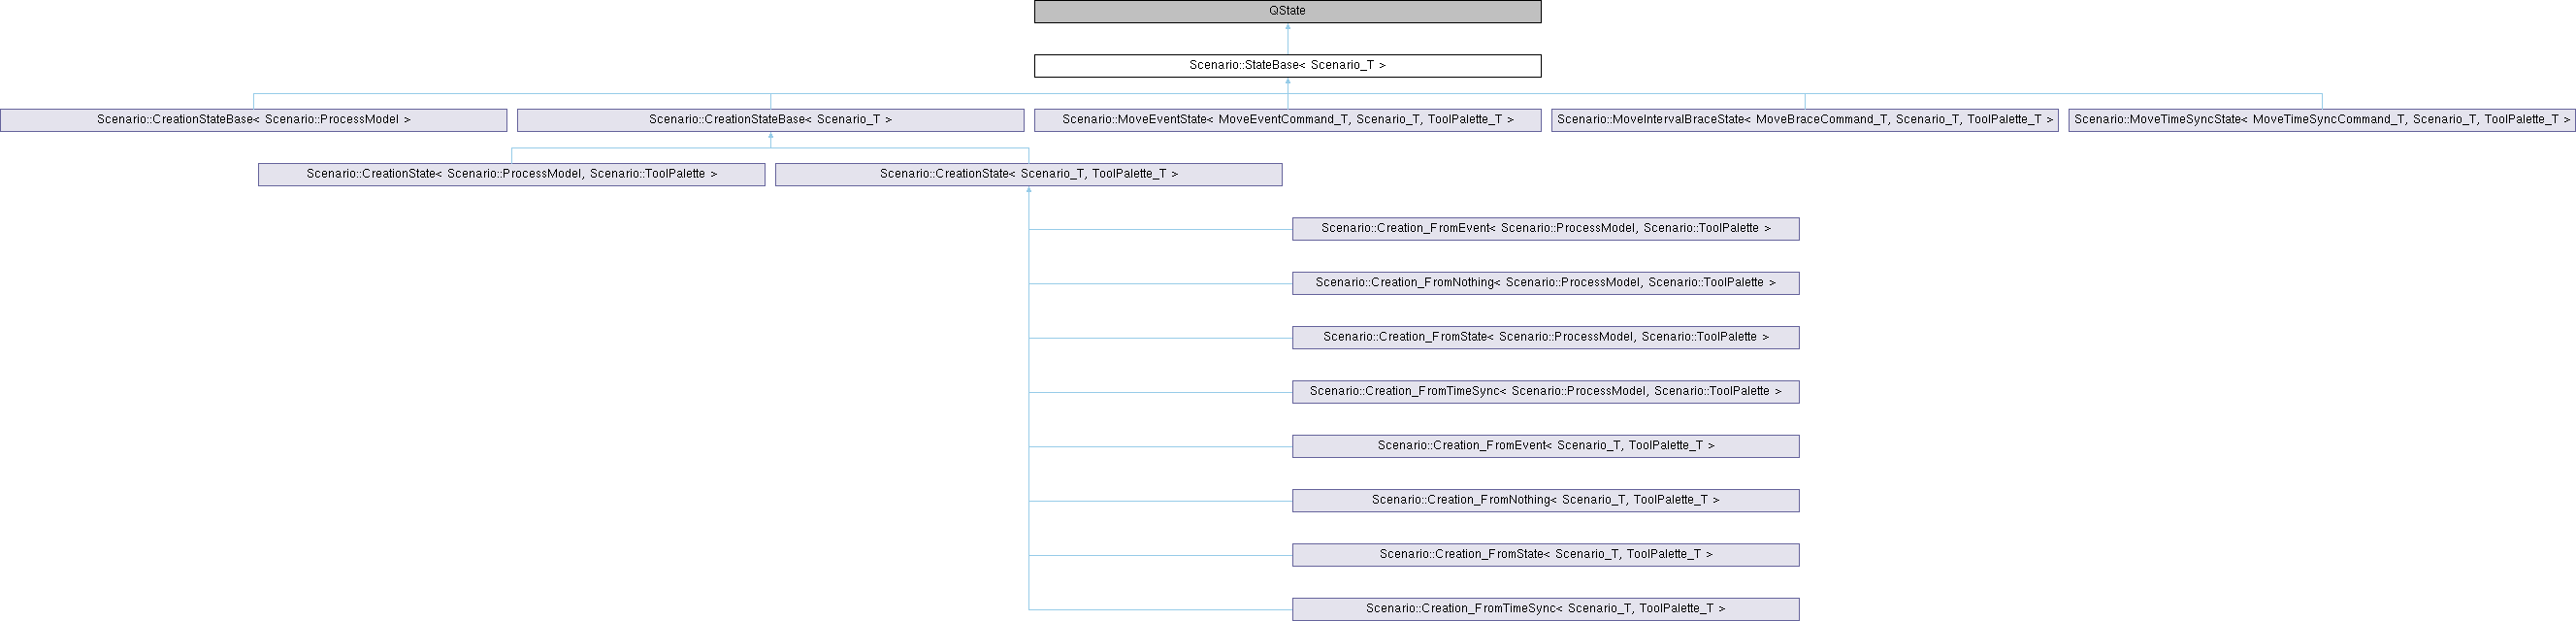 QState
Scenario::StateBase< Scenario_T >
Scenario::CreationStateBase< Scenario::ProcessModel >
Scenario::CreationStateBase< Scenario_T >
Scenario::MoveEventState< MoveEventCommand_T, Scenario_T, ToolPalette_T >
Scenario::MoveIntervalBraceState< MoveBraceCommand_T, Scenario_T, ToolPalette_T >
Scenario::MoveTimeSyncState< MoveTimeSyncCommand_T, Scenario_T, ToolPalette_T >
Scenario::CreationState< Scenario::ProcessModel, Scenario::ToolPalette >
Scenario::CreationState< Scenario_T, ToolPalette_T >
Scenario::Creation_FromEvent< Scenario::ProcessModel, Scenario::ToolPalette >
Scenario::Creation_FromNothing< Scenario::ProcessModel, Scenario::ToolPalette >
Scenario::Creation_FromState< Scenario::ProcessModel, Scenario::ToolPalette >
Scenario::Creation_FromTimeSync< Scenario::ProcessModel, Scenario::ToolPalette >
Scenario::Creation_FromEvent< Scenario_T, ToolPalette_T >
Scenario::Creation_FromNothing< Scenario_T, ToolPalette_T >
Scenario::Creation_FromState< Scenario_T, ToolPalette_T >
Scenario::Creation_FromTimeSync< Scenario_T, ToolPalette_T >